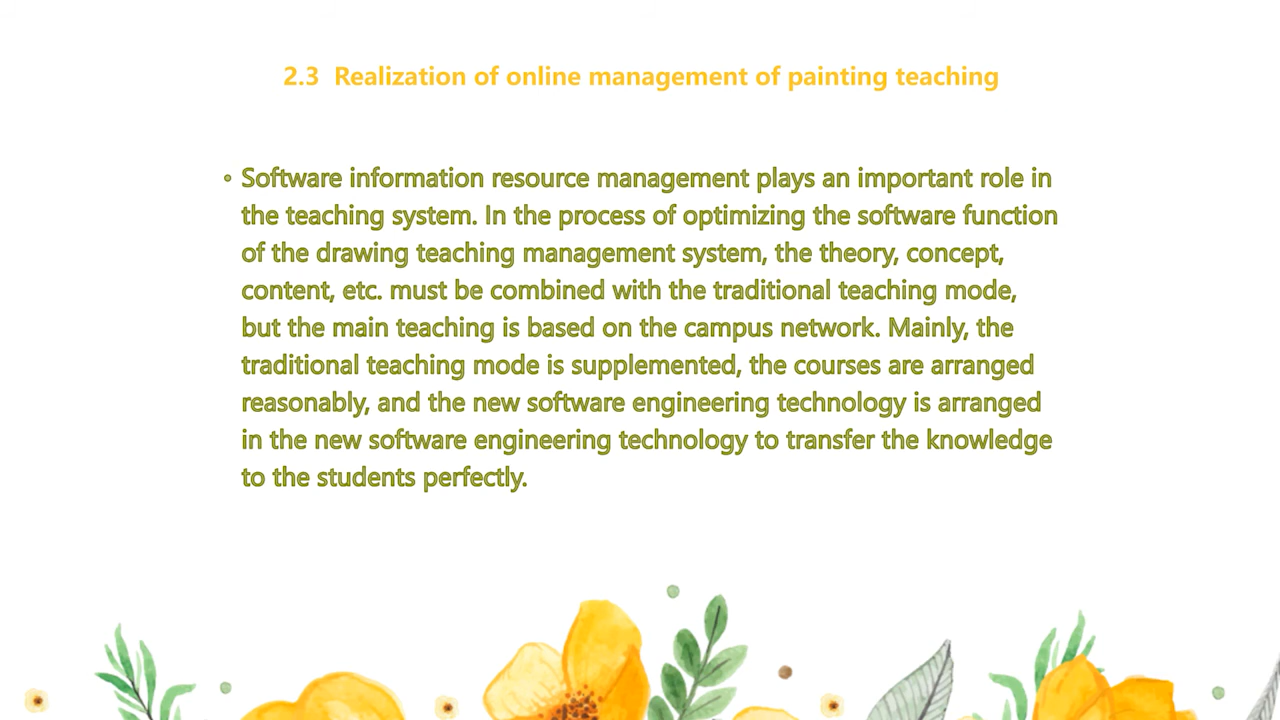 2.3 Realization of online management of painting teaching
• Software information resource management plays an important role in
the teaching system. In the process of optimizing the software function
of the drawing teaching management system, the theory, concept,
content, etc. must be combined with the traditional teaching mode,
but the main teaching is based on the campus network. Mainly, the
traditional teaching mode is supplemented, the courses are arranged
reasonably, and the new software engineering technology is arranged
in the new software engineering technology to transfer the knowledge
to the students perfectly.